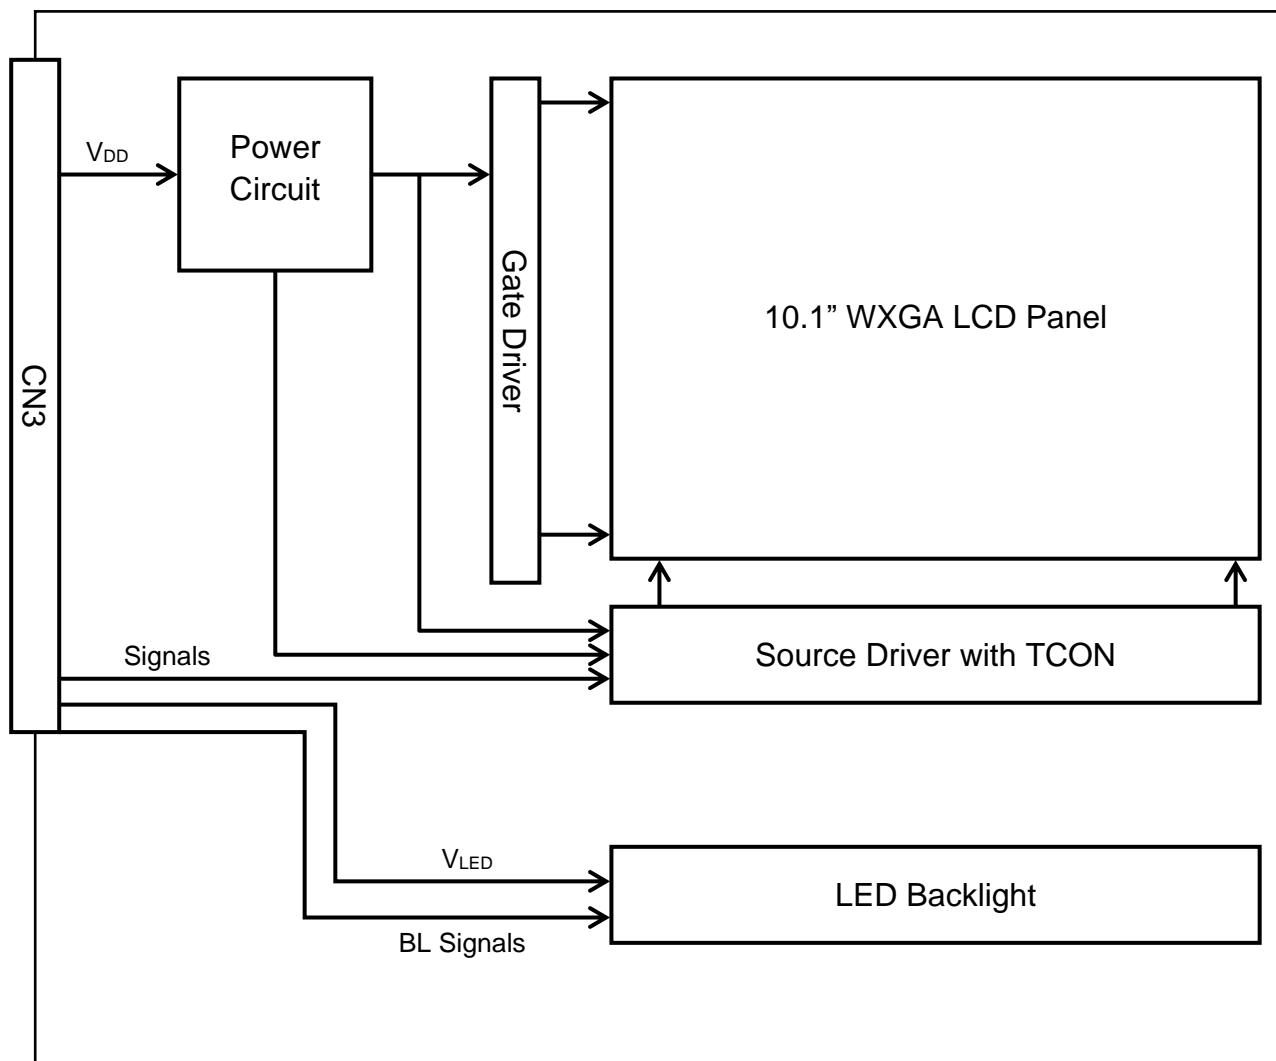 CN3
VDD
Power
Circuit
Gate Driver
10.1” WXGA LCD Panel
Signals
Source Driver with TCON
VLED
LED Backlight
BL Signals